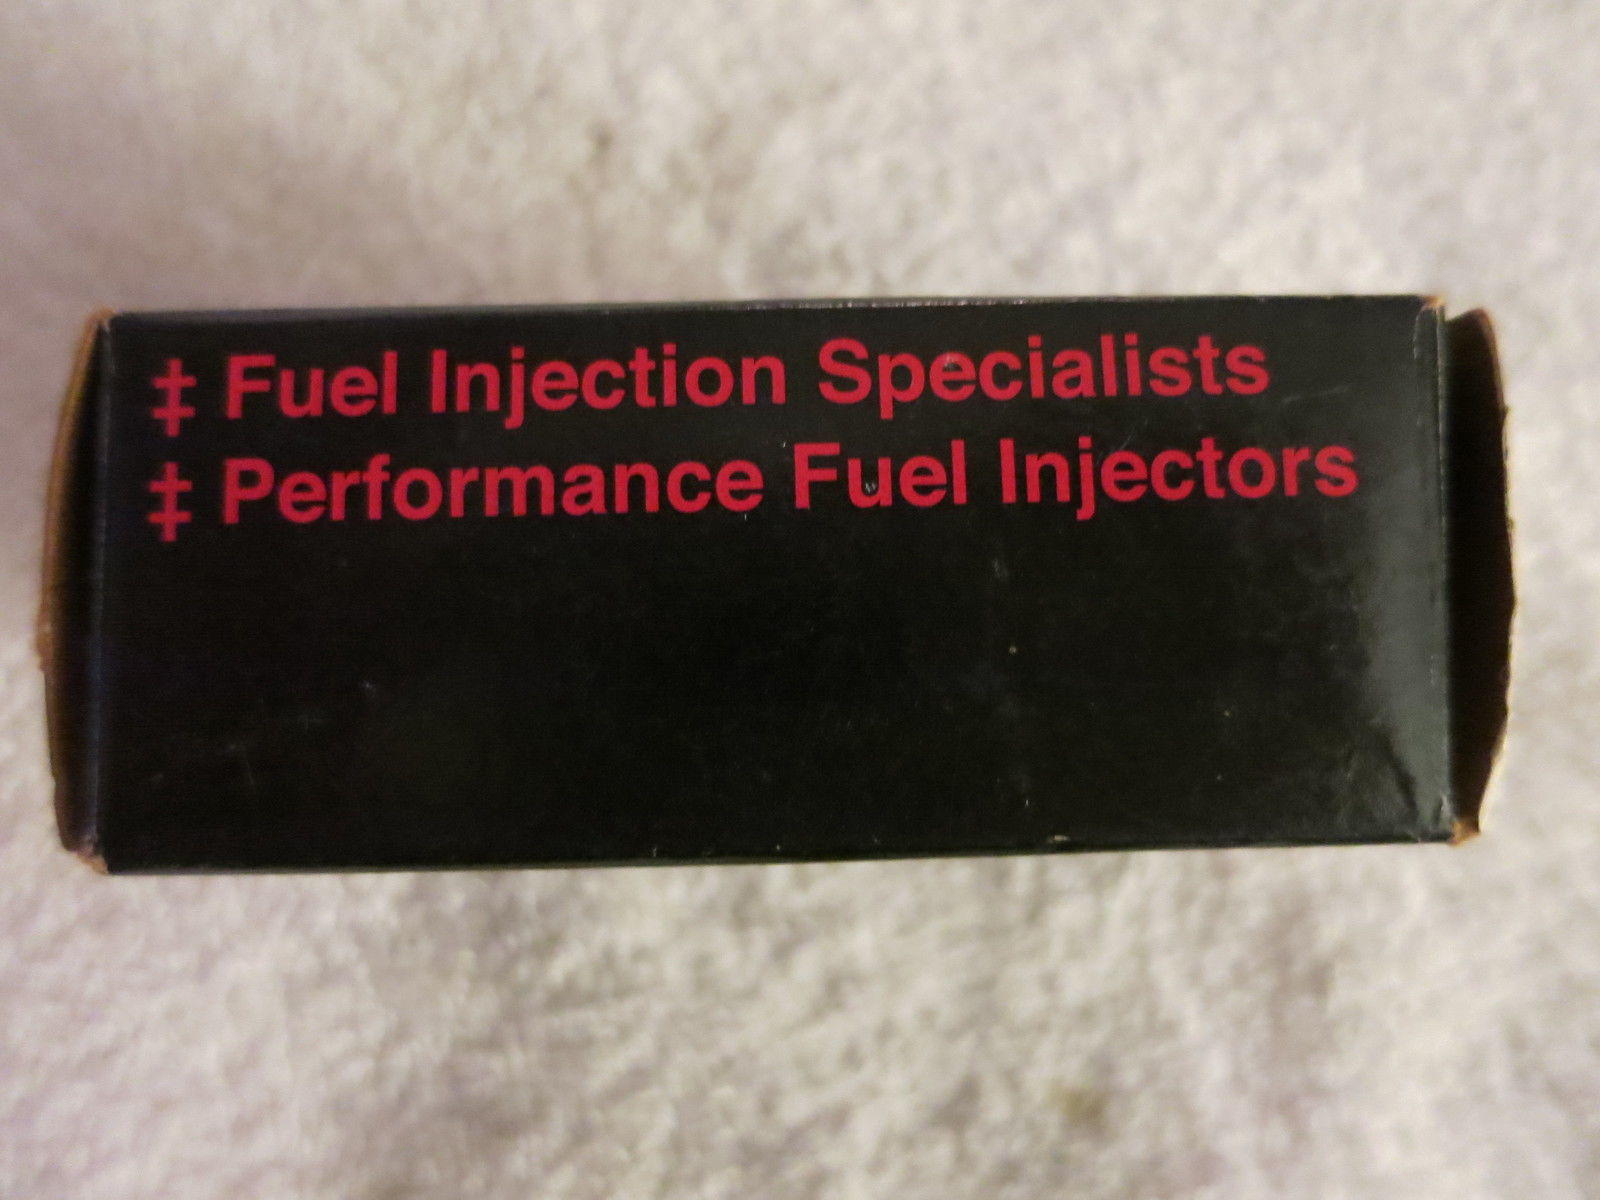 ‡ Fuel Injection Specialists
‡ Performance Fuel Injectors